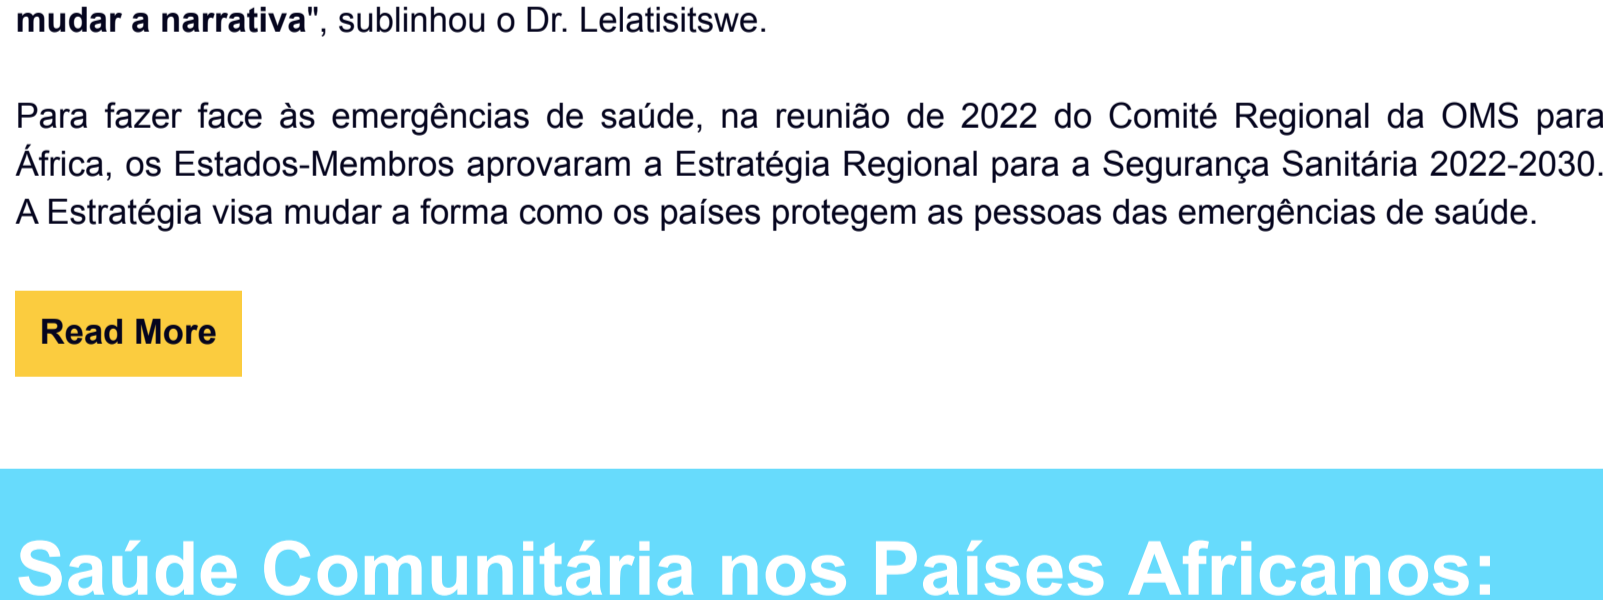 mudar a narrativa", sublinhou o Dr. Lelatisitswe.
Para fazer face às emergências de saúde, na reunião de 2022 do Comité Regional da OMS para
África, os Estados-Membros aprovaram a Estratégia Regional para a Segurança Sanitária 2022-2030.
A Estratégia visa mudar a forma como os países protegem as pessoas das emergências de saúde.
Read More
Saúde Comunitária nos Países Africanos: